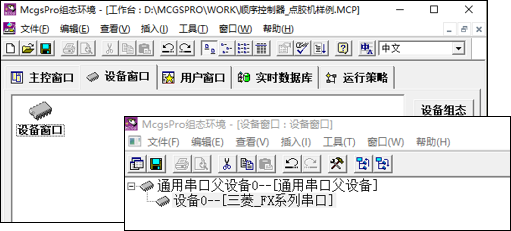 McgsPro组态环境 - [工作台 : D:\MCGSPRO\WORK\顺序控制器_点胶机样例.MCP]
文件(F) 编辑(E) 查看(V) 插入(I) 工具(T) 窗口(W) 帮助(H)
中文
主控窗口 设备窗口 用户窗口 实时数据库 运行策略
设备窗口
设备组态
McgsPro组态环境 - [设备窗口 : 设备窗口]
文件(F) 编辑(E) 查看(V) 插入(I) 工具(T) 窗口(W) 帮助(H)
通用串口父设备0--[通用串口父设备]
设备0--[三菱_FX系列串口]